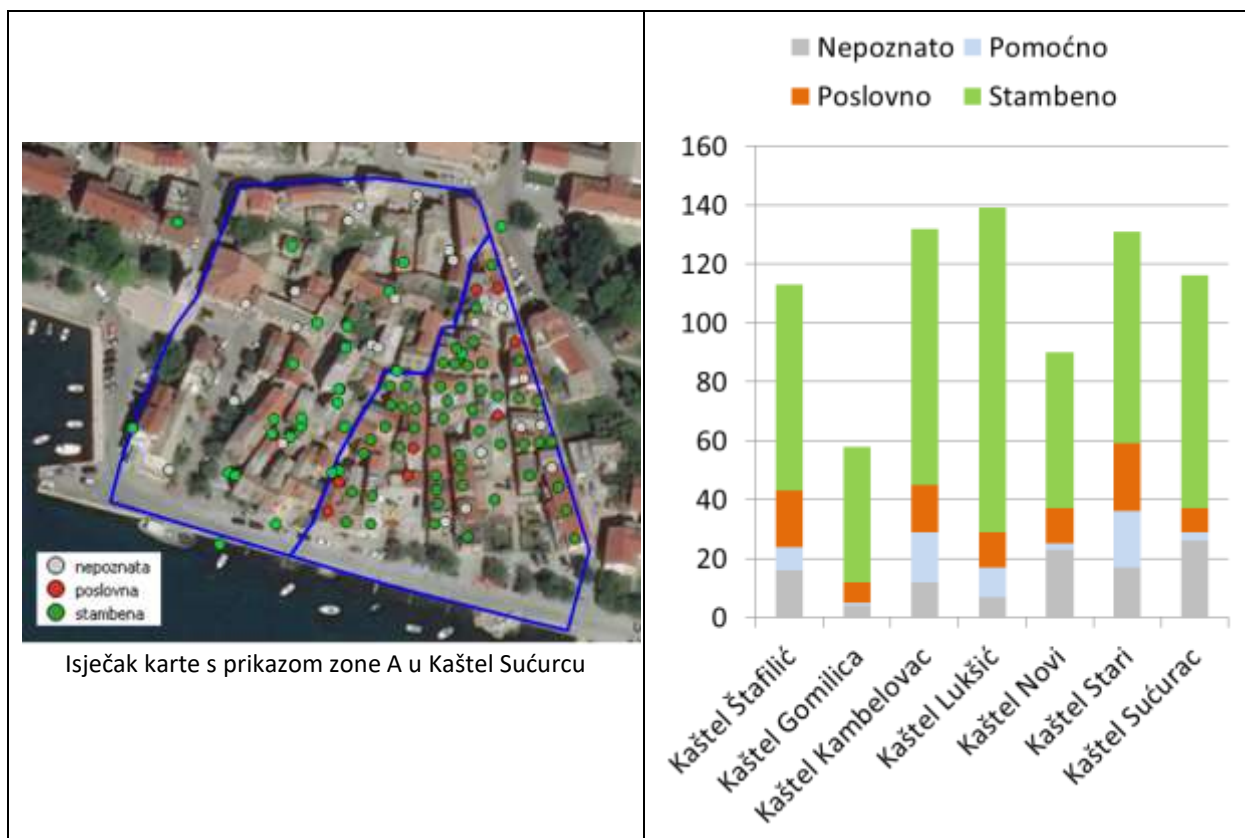 nepoznata
poslovna
stambena
Isječak karte s prikazom zone A u Kaštel Sućurcu
Nepoznato Pomoćno
Poslovno Stambeno
160
140
120
100
80
60
40
20
0
Kaštel Štafilić
Kaštel Gomilica
Kaštel Kambelovac
Kaštel Lukšić
Kaštel Novi
Kaštel Stari
Kaštel Sućurac